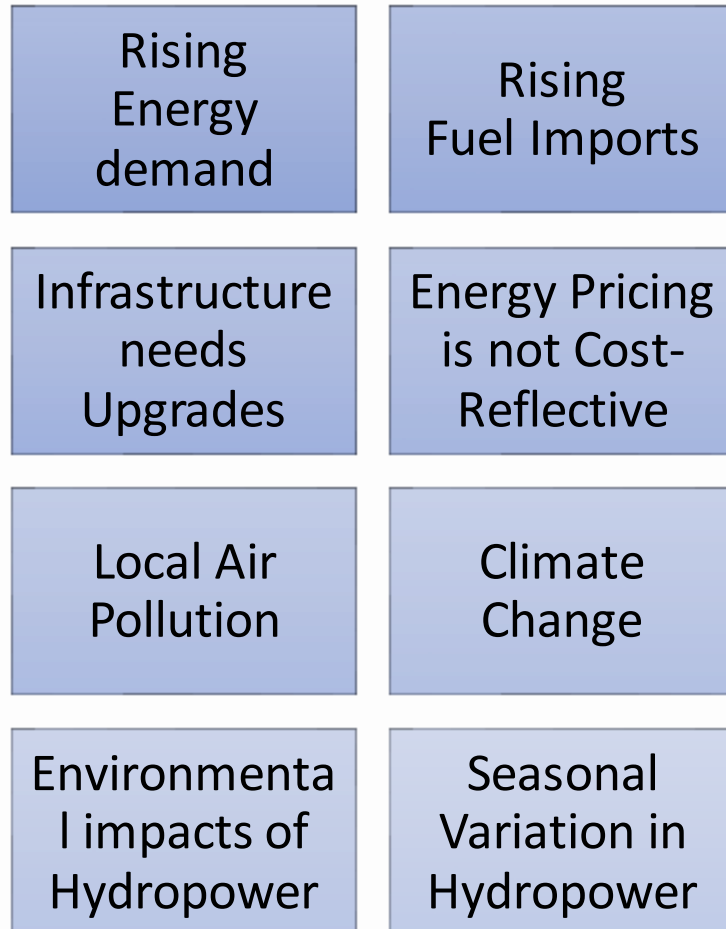 Rising
Energy
demand
Rising
Fuel Imports
Infrastructure
needs
Upgrades
Energy Pricing
is not Cost-
Reflective
Local Air
Pollution
Climate
Change
Environmenta
l impacts of
Hydropower
Seasonal
Variation in
Hydropower